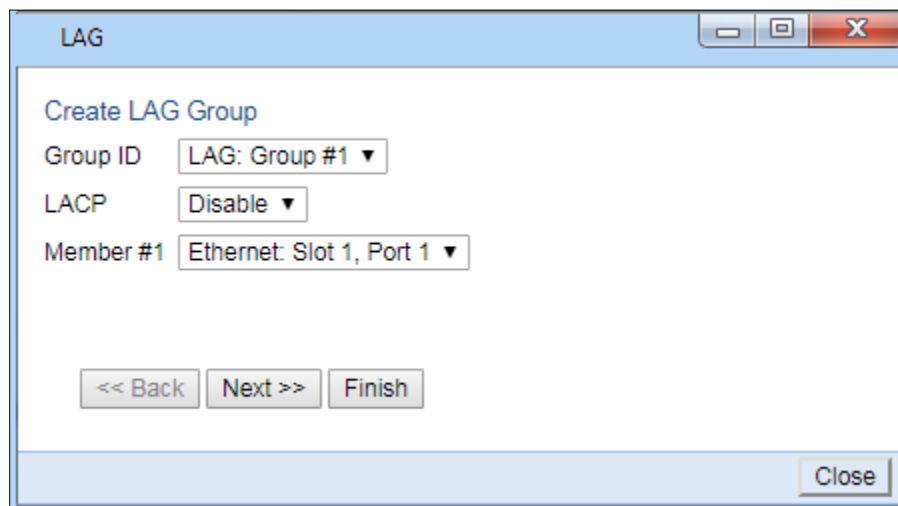 LAG
Create LAG Group
Group ID LAG: Group #1
LACP Disable
Member #1 Ethernet: Slot 1, Port 1
<< Back Next >> Finish
Close